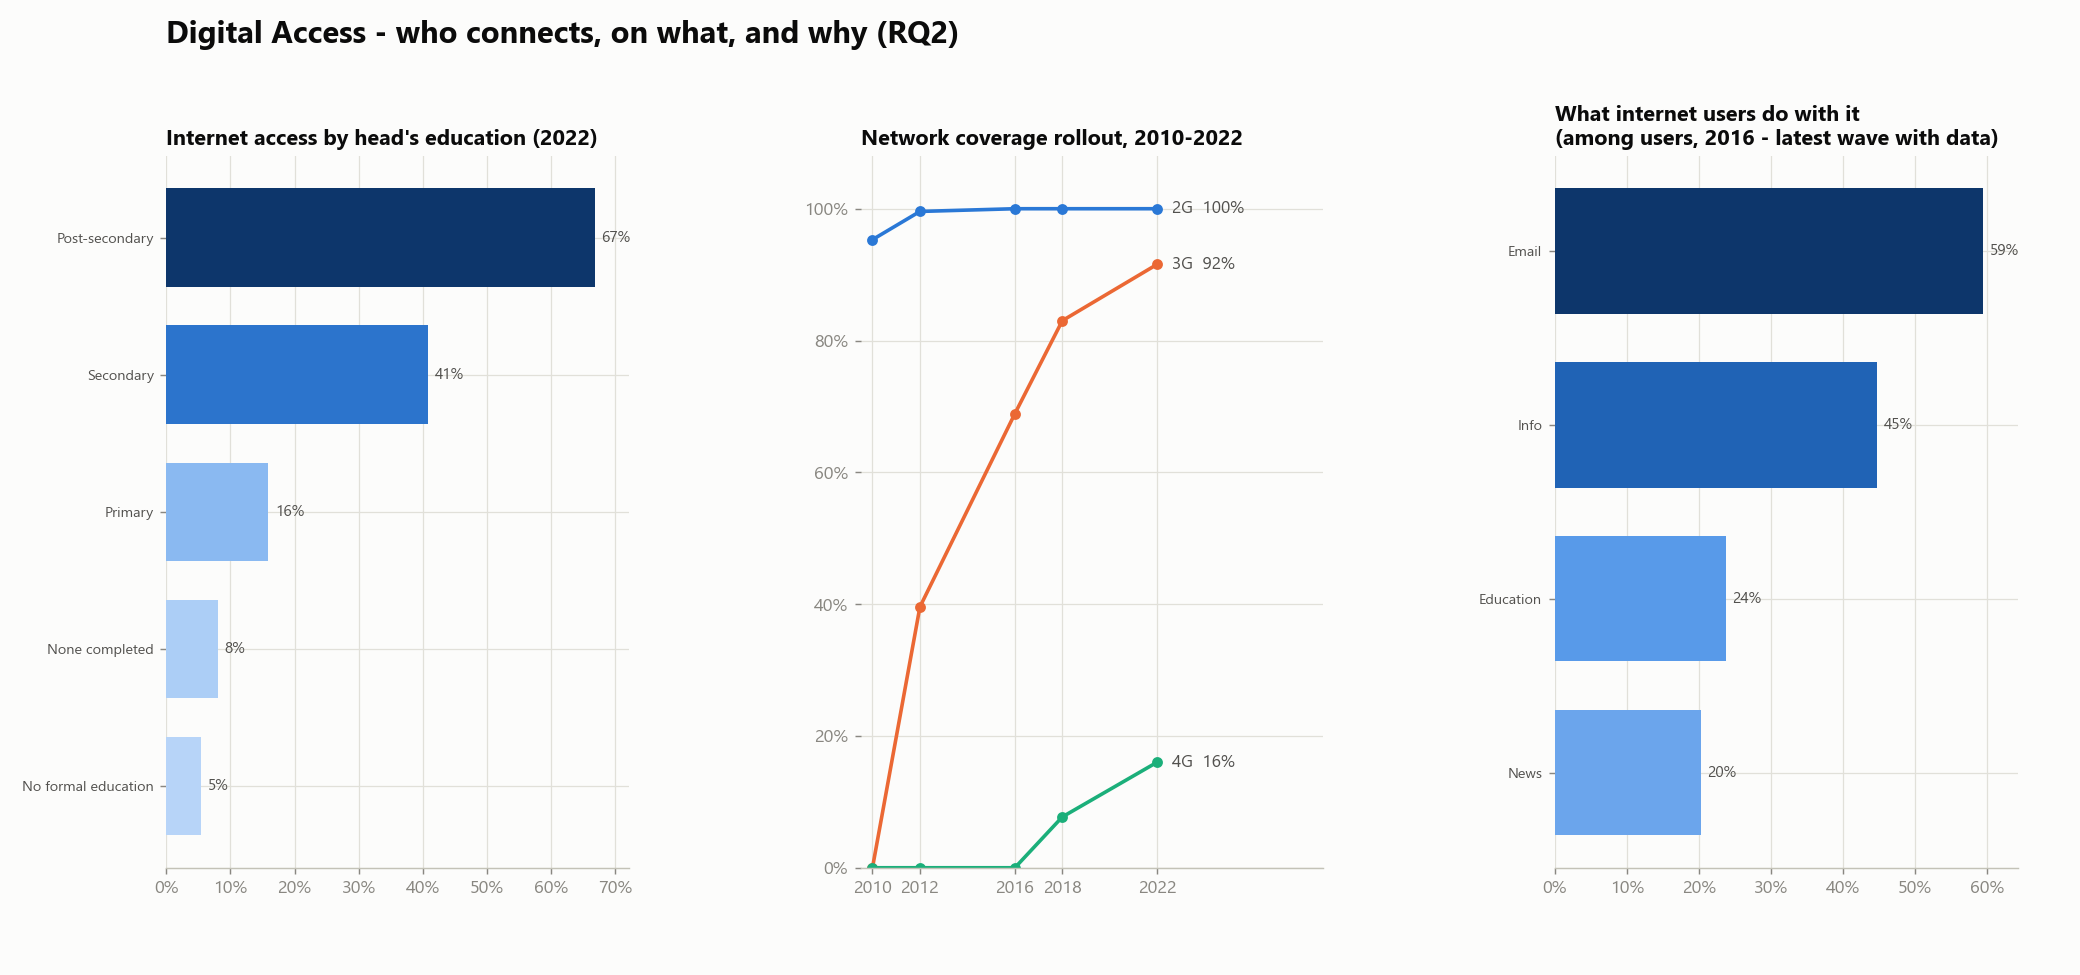 Digital Access - who connects, on what, and why (RQ2)
Internet access by head's education (2022)
Post-secondary
67%
Secondary
41%
Primary
16%
None completed
8%
No formal education
5%
0% 10% 20% 30% 40% 50% 60% 70%
Network coverage rollout, 2010-2022
100%
80%
60%
40%
20%
0%
2G 100%
3G 92%
4G 16%
2010 2012 2016 2018 2022
What internet users do with it
(among users, 2016 - latest wave with data)
Email
59%
Info
45%
Education
24%
News
20%
0% 10% 20% 30% 40% 50% 60%